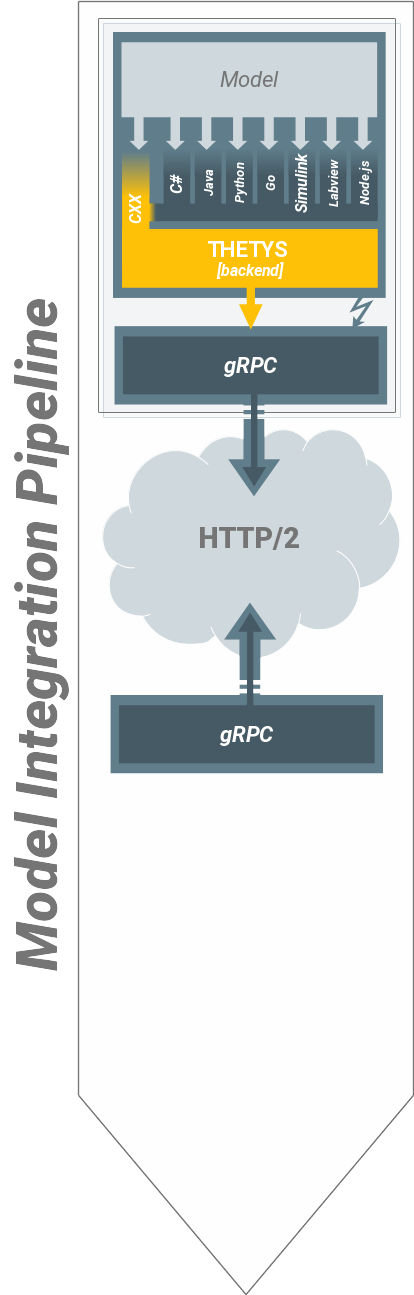 Model Integration Pipeline
Model
CXX
C#
Java
Python
Go
Simulink
Labview
Node.js
THETYS
[backend]
gRPC
HTTP/2
gRPC